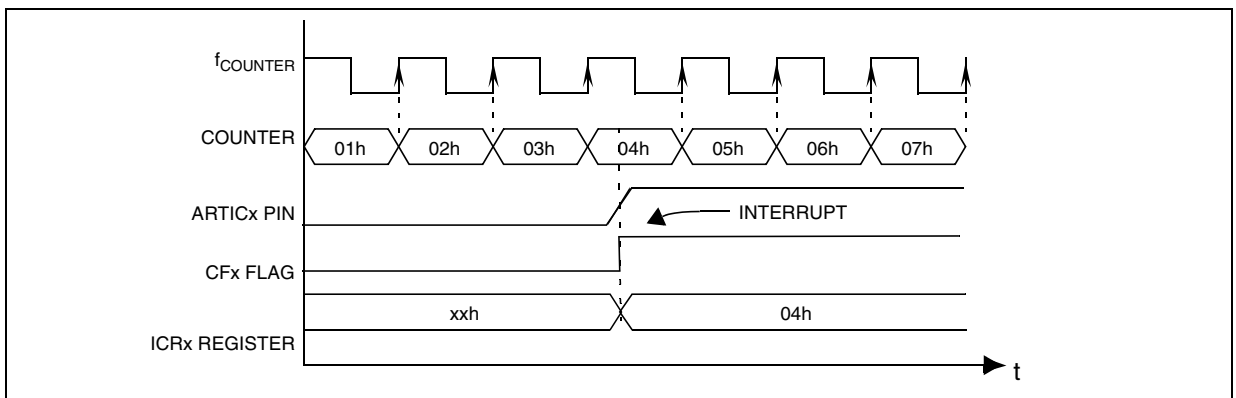 fCOUNTER
COUNTER 01h 02h 03h 04h 05h 06h 07h
ARTICx PIN INTERRUPT
CFx FLAG
xxh 04h
ICRx REGISTER
t